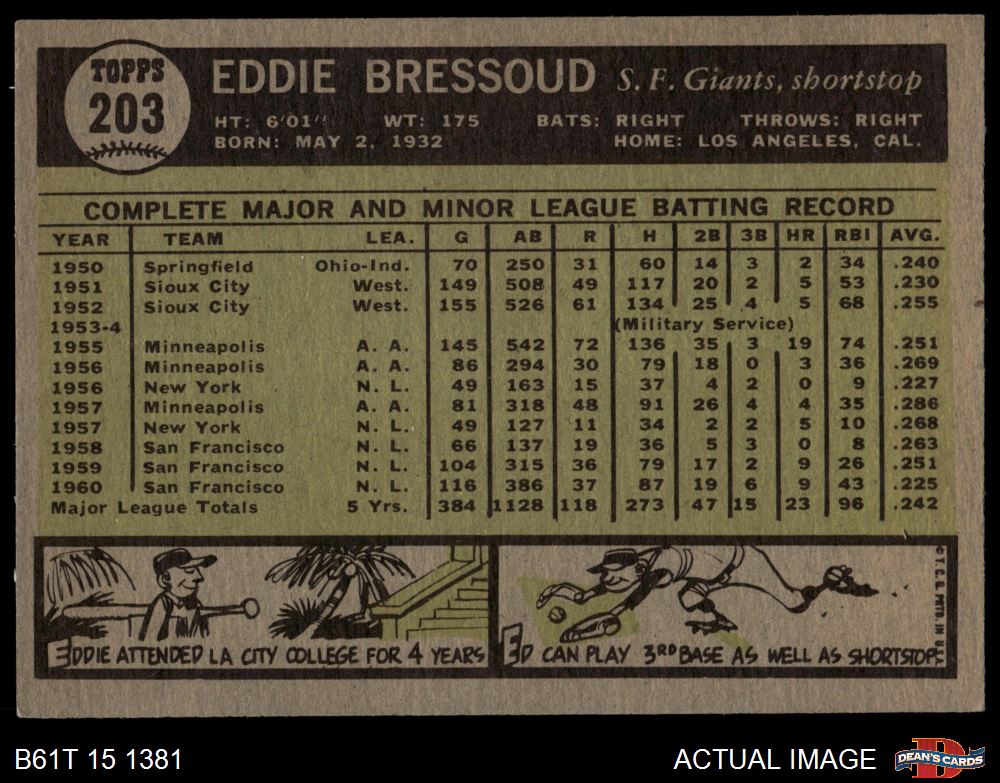 TOPPS
203
EDDIE BRESSOUD S. F. Giants, shortstop
HT: 6'01" WT: 175 BATS: RIGHT THROWS: RIGHT
BORN: MAY 2, 1932 HOME: LOS ANGELES, CAL.
COMPLETE MAJOR AND MINOR LEAGUE BATTING RECORD
YEAR TEAM LEA. G AB R H 2B 3B HR RBI AVG.
1950 Springfield Ohio-Ind. 70 250 31 60 14 3 2 34 .240
1951 Sioux City West. 149 508 49 117 20 2 5 53 .230
1952 Sioux City West. 155 526 61 134 25 4 5 68 .255
1953-4 (Military Service)
1955 Minneapolis A. A. 145 542 72 136 35 3 19 74 .251
1956 Minneapolis A. A. 86 294 30 79 18 0 3 36 .269
1956 New York N. L. 49 163 15 37 4 2 0 9 .227
1957 Minneapolis A. A. 81 318 48 91 26 4 4 35 .286
1957 New York N. L. 49 127 11 34 2 2 5 10 .268
1958 San Francisco N. L. 66 137 19 36 5 3 0 8 .263
1959 San Francisco N. L. 104 315 36 79 17 2 9 26 .251
1960 San Francisco N. L. 116 386 37 87 19 6 9 43 .225
Major League Totals 5 Yrs. 384 1128 118 273 47 15 23 96 .242
EDDIE ATTENDED LA CITY COLLEGE FOR 4 YEARS
ED CAN PLAY 3RD BASE AS WELL AS SHORTSTOP
© T. C. G. PRTD. IN U.S.A.
B61T 15 1381
ACTUAL IMAGE
DEAN'S CARDS